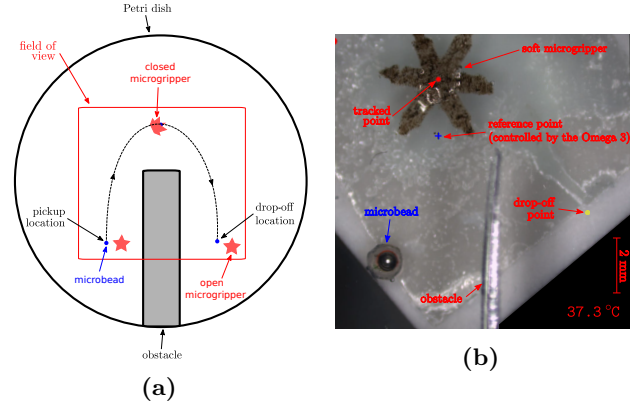 Petri dish
field of
view
closed
microgripper
pickup
location
drop-off
location
microbead
open
microgripper
obstacle
(a)
soft microgripper
tracked
point
reference point
(controlled by the Omega 3)
microbead
drop-off
point
obstacle
2 mm
37.3 °C
(b)